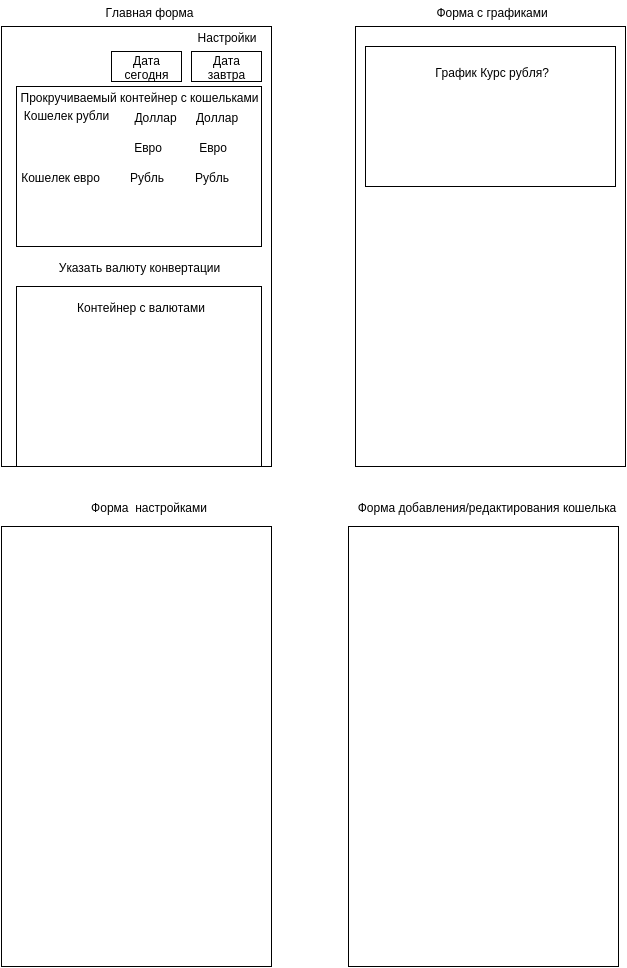 Главная форма
Форма с графиками
Настройки
Дата
сегодня
Дата
завтра
Прокручиваемый контейнер с кошельками
Кошелек рубли Доллар Доллар
Евро Евро
Кошелек евро Рубль Рубль
Указать валюту конвертации
Контейнер с валютами
График Курс рубля?
Форма настройками
Форма добавления/редактирования кошелька